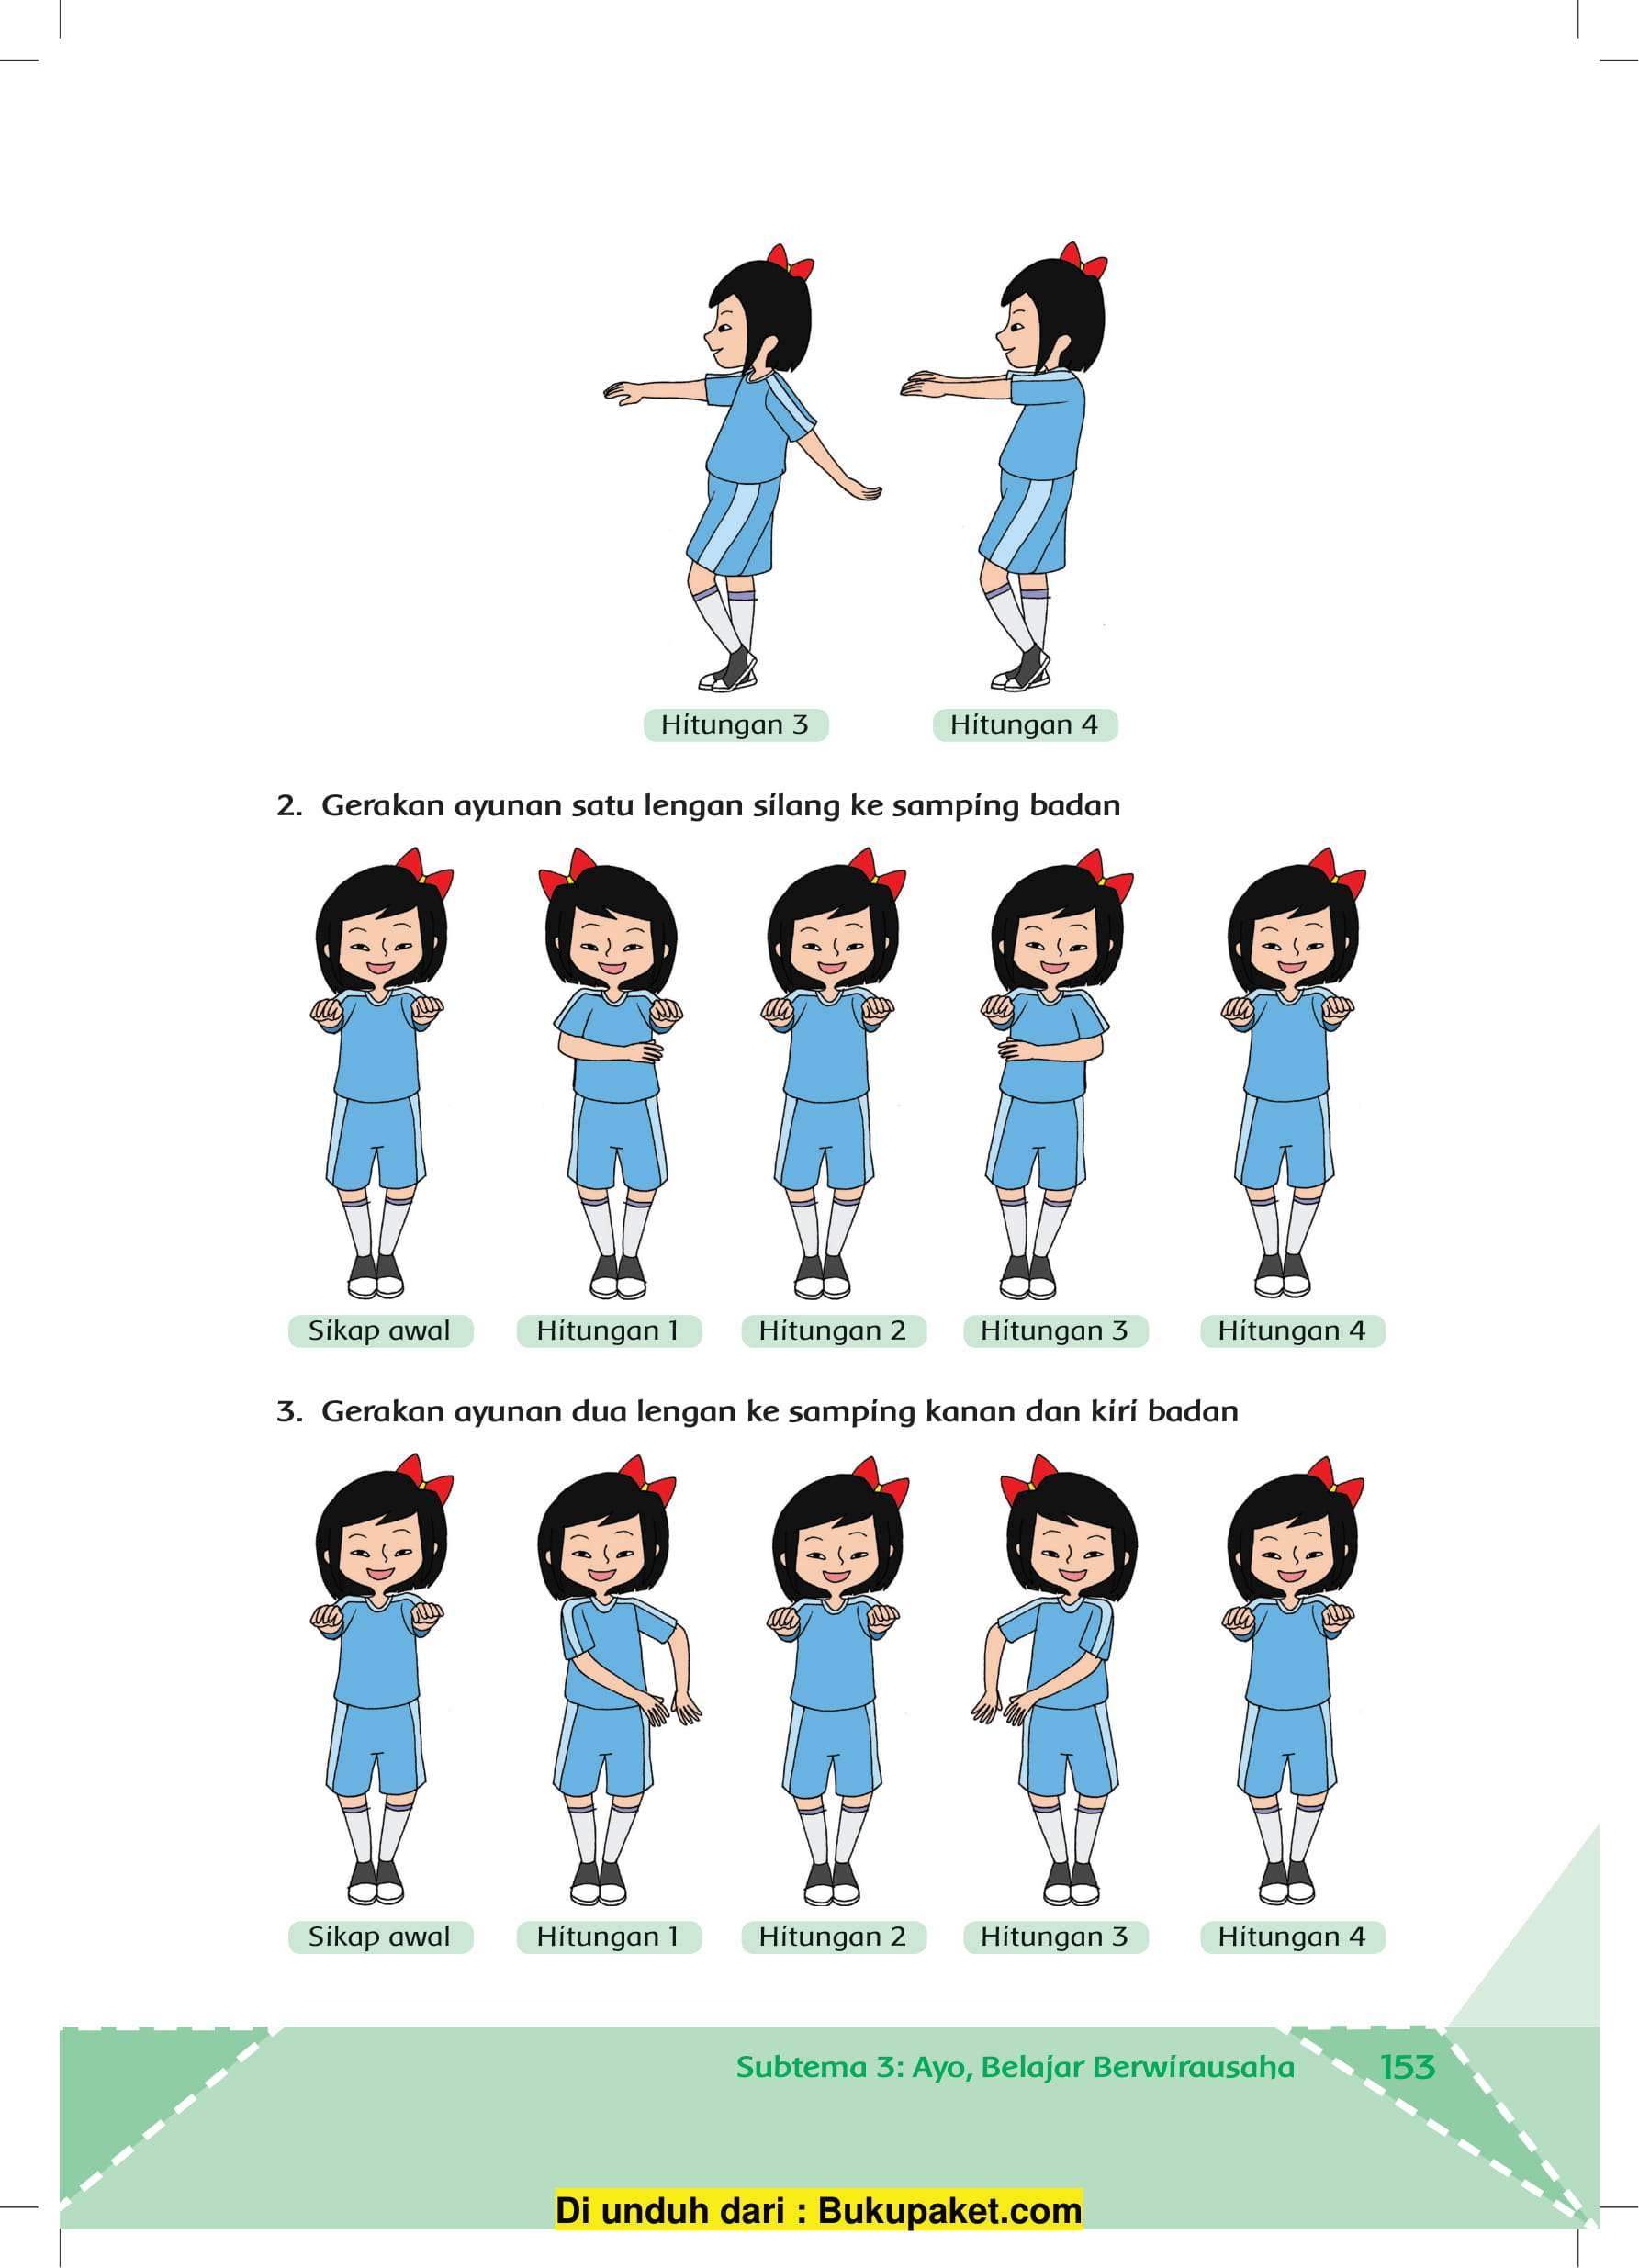 Hitungan 3 Hitungan 4
2. Gerakan ayunan satu lengan silang ke samping badan
Sikap awal Hitungan 1 Hitungan 2 Hitungan 3 Hitungan 4
3. Gerakan ayunan dua lengan ke samping kanan dan kiri badan
Sikap awal Hitungan 1 Hitungan 2 Hitungan 3 Hitungan 4
Subtema 3: Ayo, Belajar Berwirausaha 153
Di unduh dari : Bukupaket.com